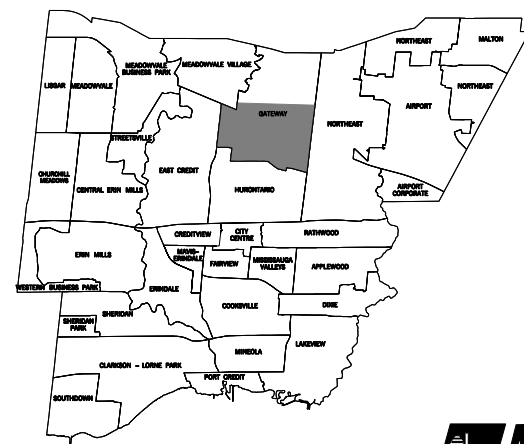 NORTHEAST
MALTON
MEADOWVALE
BUSINESS PARK
MEADOWVALE VILLAGE
LISGAR
MEADOWVALE
NORTHEAST
AIRPORT
GATEWAY
NORTHEAST
STREETSVILLE
EAST CREDIT
CHURCHILL
MEADOWS
CENTRAL ERIN MILLS
HURONTARIO
AIRPORT
CORPORATE
CREDITVIEW
CITY
CENTRE
RATHWOOD
MAVIS-
ERINDALE
ERIN MILLS
FAIRVIEW
MISSISSAUGA
VALLEYS
APPLEWOOD
WESTERN BUSINESS PARK
ERINDALE
COOKSVILLE
DIXIE
SHERIDAN
SHERIDAN
PARK
LAKEVIEW
MINEOLA
CLARKSON - LORNE PARK
PORT CREDIT
SOUTHDOWN